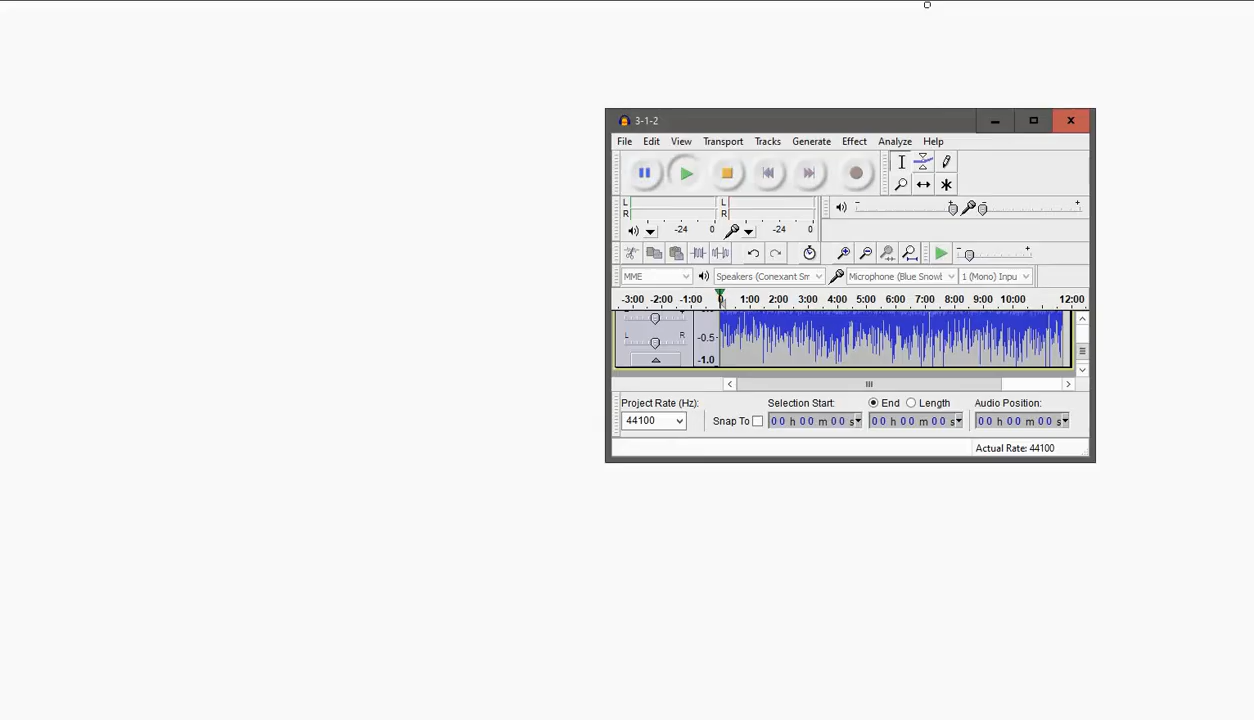 3-1-2
File Edit View Transport Tracks Generate Effect Analyze Help
L L
R R
-24 0 -24 0
MME Speakers (Conexant Sm Microphone (Blue Snowb 1 (Mono) Inpu
-3:00 -2:00 -1:00 0 1:00 2:00 3:00 4:00 5:00 6:00 7:00 8:00 9:00 10:00 12:00
L R -0.5
-1.0
Project Rate (Hz): Selection Start: End Length Audio Position:
44100 Snap To 00 h 00 m 00 s 00 h 00 m 00 s 00 h 00 m 00 s
Actual Rate: 44100